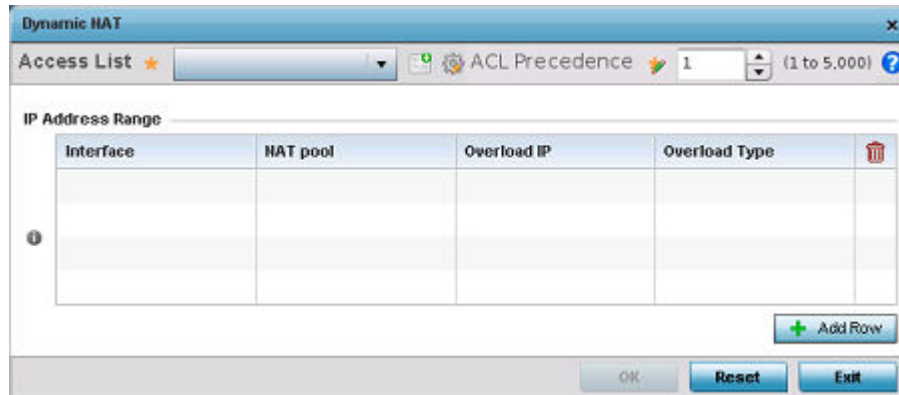 Dynamic NAT
Access List
ACL Precedence 1 (1 to 5,000)
IP Address Range
Interface NAT pool Overload IP Overload Type
Add Row
OK Reset Exit